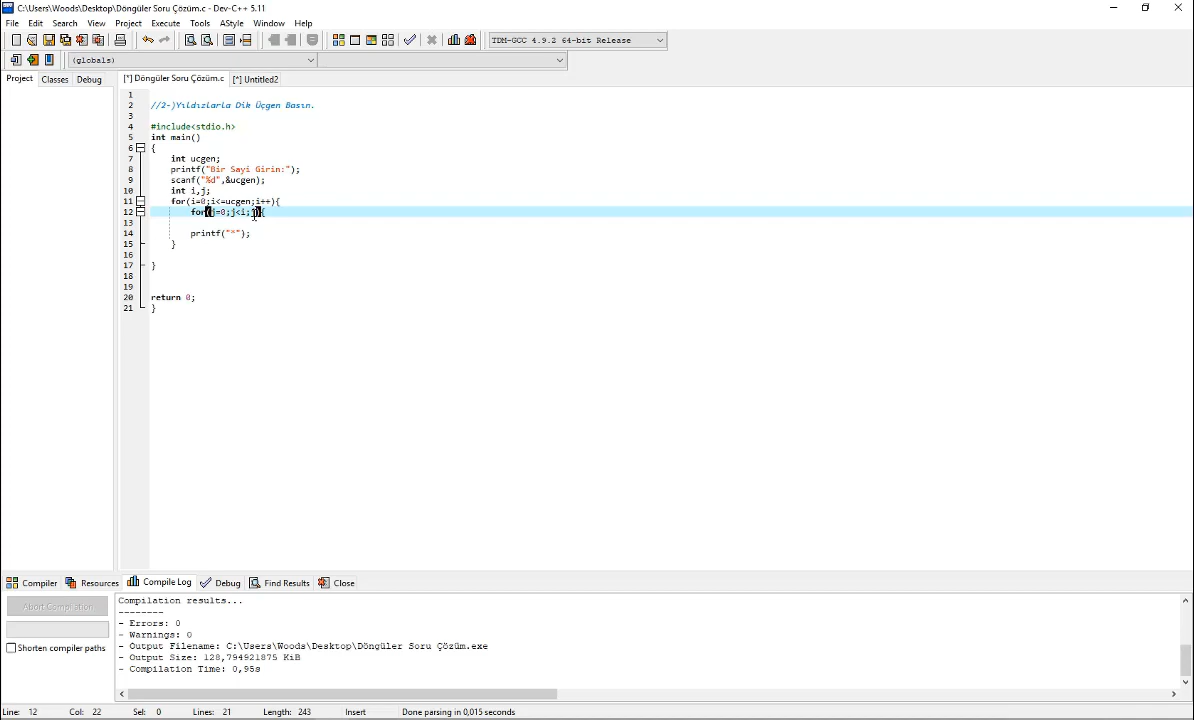 C:\Users\Woods\Desktop\Döngüler Soru Çözüm.c - Dev-C++ 5.11
File Edit Search View Project Execute Tools AStyle Window Help
TDM-GCC 4.9.2 64-bit Release
(globals)
Project Classes Debug [*] Döngüler Soru Çözüm.c [*] Untitled2
1
2 //2-)Yıldızlarla Dik Üçgen Basın.
3
4 #include<stdio.h>
5 int main()
6 {
7 int ucgen;
8 printf("Bir Sayi Girin:");
9 scanf("%d",&ucgen);
10 int i,j;
11 for(i=0;i<=ucgen;i++){
12 for(j=0;j<i;j){
13
14 printf("*");
15 }
16
17 }
18
19
20 return 0;
21 }
Compiler Resources Compile Log Debug Find Results Close
Abort Compilation
Shorten compiler paths
Compilation results...
--------
- Errors: 0
- Warnings: 0
- Output Filename: C:\Users\Woods\Desktop\Döngüler Soru Çözüm.exe
- Output Size: 128,794921875 KiB
- Compilation Time: 0,95s
Line: 12 Col: 22 Sel: 0 Lines: 21 Length: 243 Insert Done parsing in 0,015 seconds